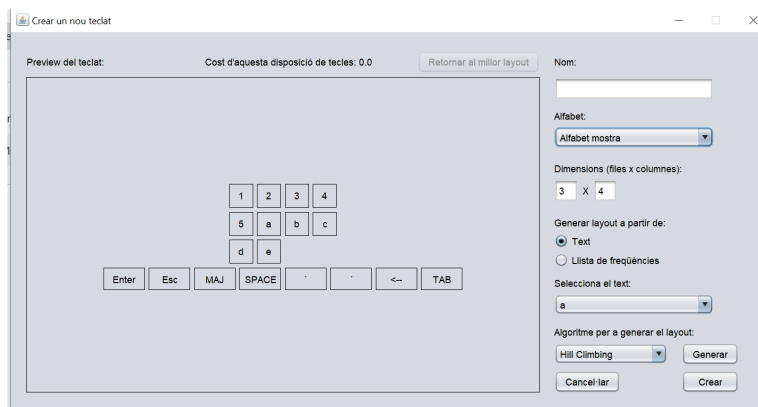 Crear un nou teclat
Preview del teclat:
Cost d'aquesta disposició de tecles: 0.0
Retornar al millor layout
1 2 3 4
5 a b c
d e
Enter Esc MAJ SPACE ´ ` <-- TAB
Nom:
Alfabet:
Alfabet mostra
Dimensions (files x columnes):
3 X 4
Generar layout a partir de:
Text
Llista de freqüències
Selecciona el text:
a
Algoritme per a generar el layout:
Hill Climbing Generar
Cancel·lar Crear